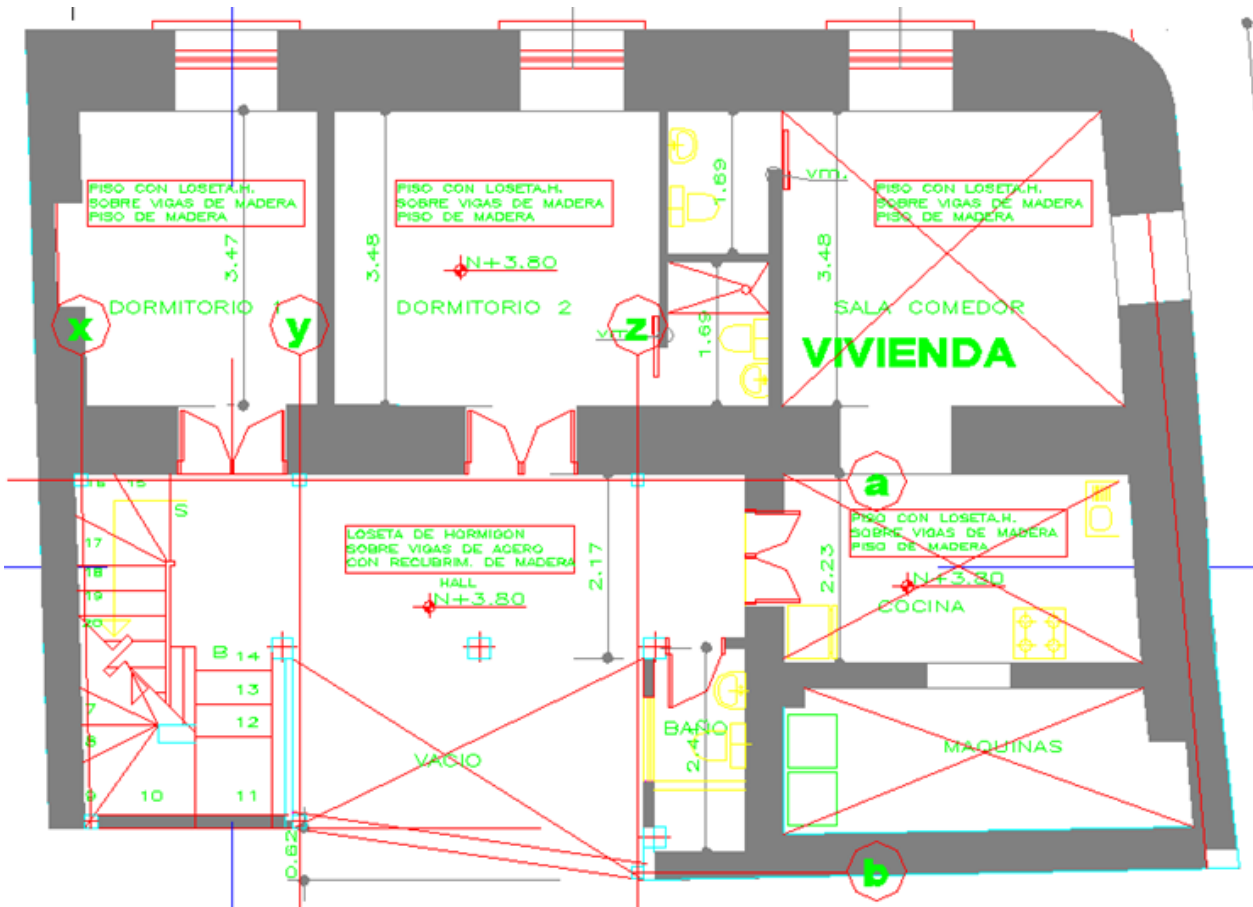 PISO CON LOSETA.H.
SOBRE VIGAS DE MADERA
PISO DE MADERA
PISO CON LOSETA.H.
SOBRE VIGAS DE MADERA
PISO DE MADERA
1.69
vm.
PISO CON LOSETA.H.
SOBRE VIGAS DE MADERA
PISO DE MADERA
3.47
3.48
N+3.80
3.48
DORMITORIO 1
DORMITORIO 2
SALA COMEDOR
x
y
z
vm.
1.69
VIVIENDA
a
16
15
S
17
18
19
20
LOSETA DE HORMIGON
SOBRE VIGAS DE ACERO
CON RECUBRIM. DE MADERA
HALL
N+3.80
2.17
PISO CON LOSETA.H.
SOBRE VIGAS DE MADERA
PISO DE MADERA
2.23
N+3.80
COCINA
B
14
13
12
7
8
9
10
11
VACIO
BAÑO
MAQUINAS
0.62
b